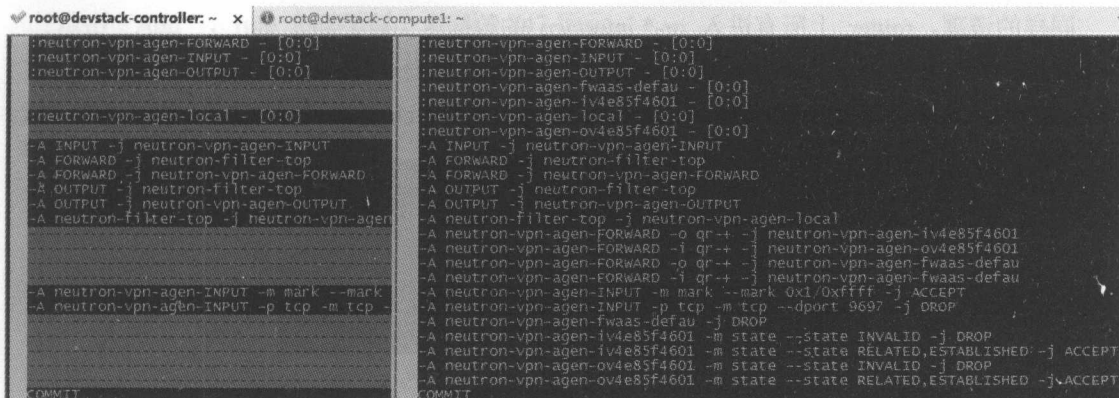 root@devstack-controller: ~ x root@devstack-compute1: ~
:neutron-vpn-agen-FORWARD - [0:0]
:neutron-vpn-agen-INPUT - [0:0]
:neutron-vpn-agen-OUTPUT - [0:0]
:neutron-vpn-agen-local - [0:0]
-A INPUT -j neutron-vpn-agen-INPUT
-A FORWARD -j neutron-filter-top
-A FORWARD -j neutron-vpn-agen-FORWARD
-A OUTPUT -j neutron-filter-top
-A OUTPUT -j neutron-vpn-agen-OUTPUT
-A neutron-filter-top -j neutron-vpn-agen
-A neutron-vpn-agen-INPUT -m mark --mark
-A neutron-vpn-agen-INPUT -p tcp -m tcp
COMMIT
:neutron-vpn-agen-FORWARD - [0:0]
:neutron-vpn-agen-INPUT - [0:0]
:neutron-vpn-agen-OUTPUT - [0:0]
:neutron-vpn-agen-fwaas-defau - [0:0]
:neutron-vpn-agen-iv4e85f4601 - [0:0]
:neutron-vpn-agen-local - [0:0]
:neutron-vpn-agen-ov4e85f4601 - [0:0]
-A INPUT -j neutron-vpn-agen-INPUT
-A FORWARD -j neutron-filter-top
-A FORWARD -j neutron-vpn-agen-FORWARD
-A OUTPUT -j neutron-filter-top
-A OUTPUT -j neutron-vpn-agen-OUTPUT
-A neutron-filter-top -j neutron-vpn-agen-local
-A neutron-vpn-agen-FORWARD -o qr-+ -j neutron-vpn-agen-iv4e85f4601
-A neutron-vpn-agen-FORWARD -i qr-+ -j neutron-vpn-agen-ov4e85f4601
-A neutron-vpn-agen-FORWARD -o qr-+ -j neutron-vpn-agen-fwaas-defau
-A neutron-vpn-agen-FORWARD -i qr-+ -j neutron-vpn-agen-fwaas-defau
-A neutron-vpn-agen-INPUT -m mark --mark 0x1/0xffff -j ACCEPT
-A neutron-vpn-agen-INPUT -p tcp -m tcp --dport 9697 -j DROP
-A neutron-vpn-agen-fwaas-defau -j DROP
-A neutron-vpn-agen-iv4e85f4601 -m state --state INVALID -j DROP
-A neutron-vpn-agen-iv4e85f4601 -m state --state RELATED,ESTABLISHED -j ACCEPT
-A neutron-vpn-agen-ov4e85f4601 -m state --state INVALID -j DROP
-A neutron-vpn-agen-ov4e85f4601 -m state --state RELATED,ESTABLISHED -j ACCEPT
COMMIT